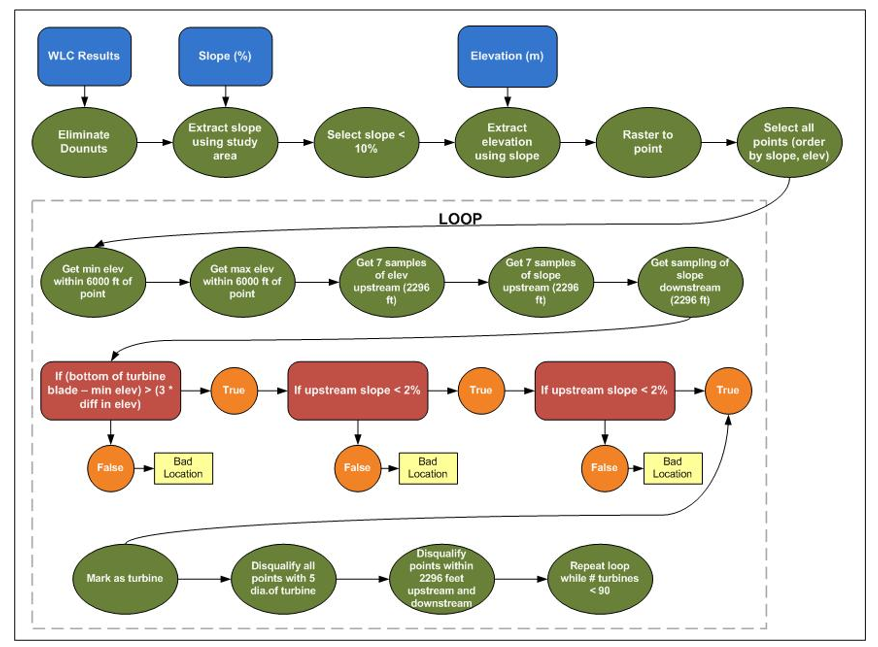 WLC Results
Slope (%)
Elevation (m)
Eliminate
Dounuts
Extract slope
using study
area
Select slope <
10%
Extract
elevation
using slope
Raster to
point
Select all
points (order
by slope, elev)
LOOP
Get min elev
within 6000 ft of
point
Get max elev
within 6000 ft of
point
Get 7 samples
of elev
upstream (2296
ft)
Get 7 samples
of slope
upstream (2296
ft)
Get sampling of
slope
downstream
(2296 ft)
If (bottom of turbine
blade -- min elev) > (3 *
diff in elev)
True
If upstream slope < 2%
True
If upstream slope < 2%
True
False
Bad
Location
False
Bad
Location
False
Bad
Location
Mark as turbine
Disqualify all
points with 5
dia.of turbine
Disqualify
points within
2296 feet
upstream and
downstream
Repeat loop
while # turbines
< 90